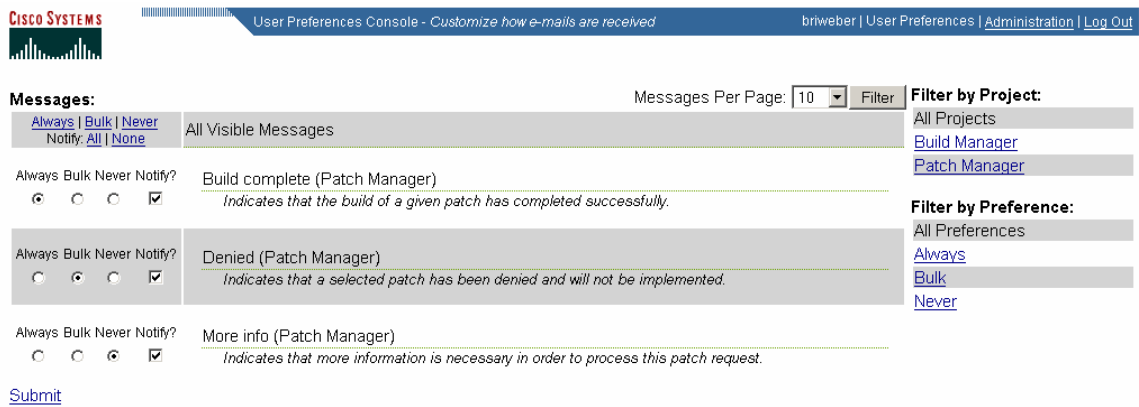 CISCO SYSTEMS
User Preferences Console - Customize how e-mails are received
briweber | User Preferences | Administration | Log Out
Messages:
Messages Per Page: 10 Filter
Always | Bulk | Never
Notify: All | None
All Visible Messages
Always Bulk Never Notify?
Build complete (Patch Manager)
Indicates that the build of a given patch has completed successfully.
Always Bulk Never Notify?
Denied (Patch Manager)
Indicates that a selected patch has been denied and will not be implemented.
Always Bulk Never Notify?
More info (Patch Manager)
Indicates that more information is necessary in order to process this patch request.
Submit
Filter by Project:
All Projects
Build Manager
Patch Manager
Filter by Preference:
All Preferences
Always
Bulk
Never